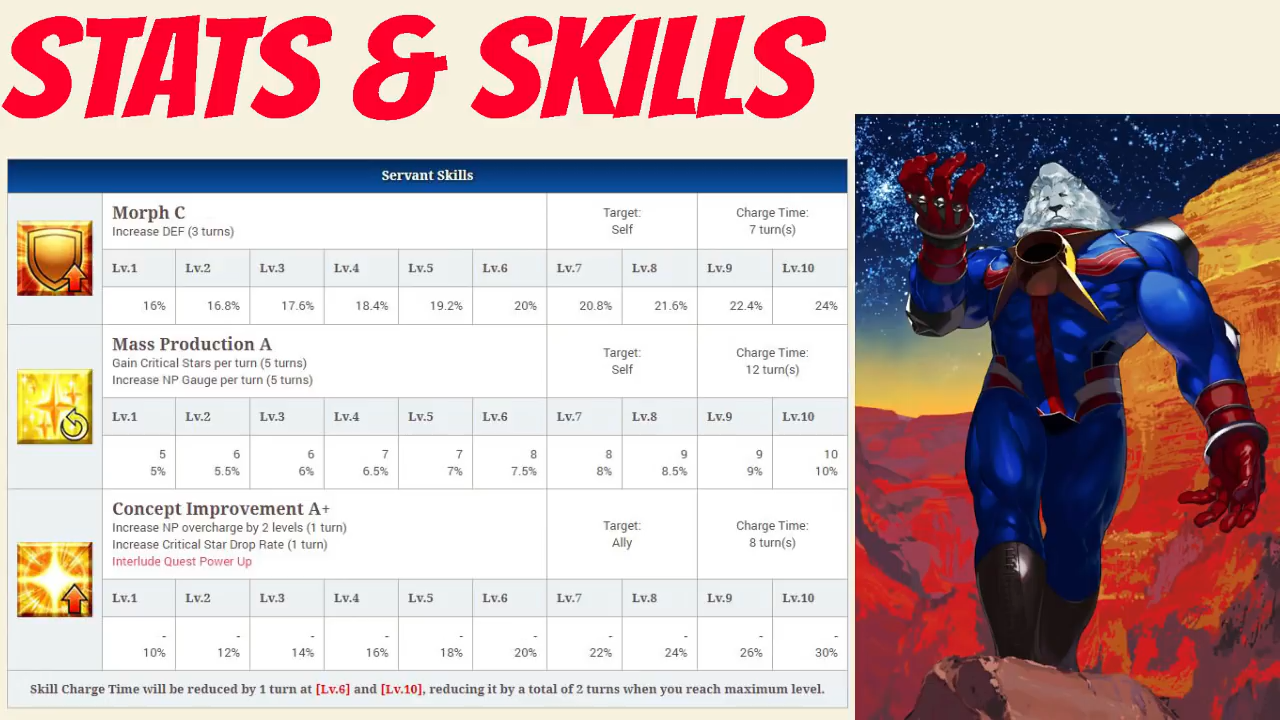 STATS & SKILLS
Servant Skills
Morph C
Increase DEF (3 turns)
Target:
Self
Charge Time:
7 turn(s)
Lv.1 Lv.2 Lv.3 Lv.4 Lv.5 Lv.6 Lv.7 Lv.8 Lv.9 Lv.10
16% 16.8% 17.6% 18.4% 19.2% 20% 20.8% 21.6% 22.4% 24%
Mass Production A
Gain Critical Stars per turn (5 turns)
Increase NP Gauge per turn (5 turns)
Target:
Self
Charge Time:
12 turn(s)
Lv.1 Lv.2 Lv.3 Lv.4 Lv.5 Lv.6 Lv.7 Lv.8 Lv.9 Lv.10
5 6 6 7 7 8 8 9 9 10
5% 5.5% 6% 6.5% 7% 7.5% 8% 8.5% 9% 10%
Concept Improvement A+
Increase NP overcharge by 2 levels (1 turn)
Increase Critical Star Drop Rate (1 turn)
Interlude Quest Power Up
Target:
Ally
Charge Time:
8 turn(s)
Lv.1 Lv.2 Lv.3 Lv.4 Lv.5 Lv.6 Lv.7 Lv.8 Lv.9 Lv.10
- - - - - - - - - -
10% 12% 14% 16% 18% 20% 22% 24% 26% 30%
Skill Charge Time will be reduced by 1 turn at [Lv.6] and [Lv.10], reducing it by a total of 2 turns when you reach maximum level.